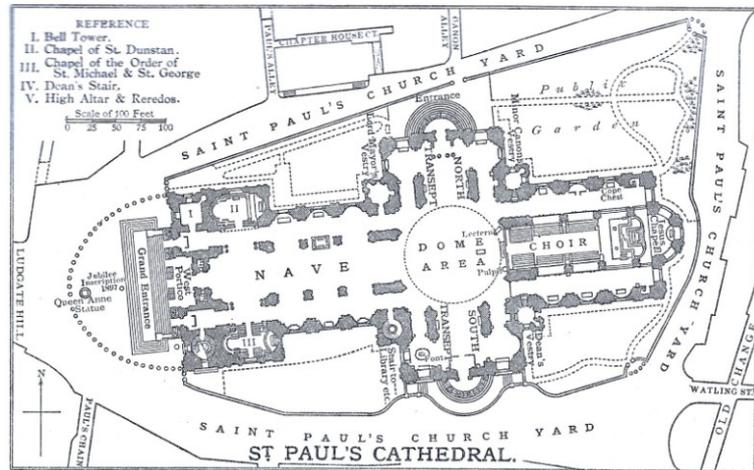 REFERENCE
I. Bell Tower.
II. Chapel of St. Dunstan.
III. Chapel of the Order of
St. Michael & St. George
IV. Dean's Stair.
V. High Altar & Reredos.
Scale of 100 Feet
0 25 50 75 100
PAUL'S ALLEY
CHAPTER HOUSE CT.
CANON
ALLEY
SAINT PAUL'S CHURCH YARD
Entrance
Public
Garden
Lord Mayor's
Vestry
Minor Canons'
Vestry
NORTH
TRANSEPT
I
II
Cope
Chest
Lectern
DOME
AREA
CHOIR
V
Jesus
Chapel
SAINT PAUL'S CHURCH YARD
LUDGATE HILL
Jubilee
Inscription
1897
Queen Anne
Statue
Grand Entrance
West
Portico
NAVE
Pulpit
III
Stair to
Library etc.
Font
SOUTH
TRANSEPT
Dean's
Vestry
N
PAUL'S CHAIN
SAINT PAUL'S CHURCH YARD
WATLING ST.
OLD CHANGE
ST. PAUL'S CATHEDRAL.